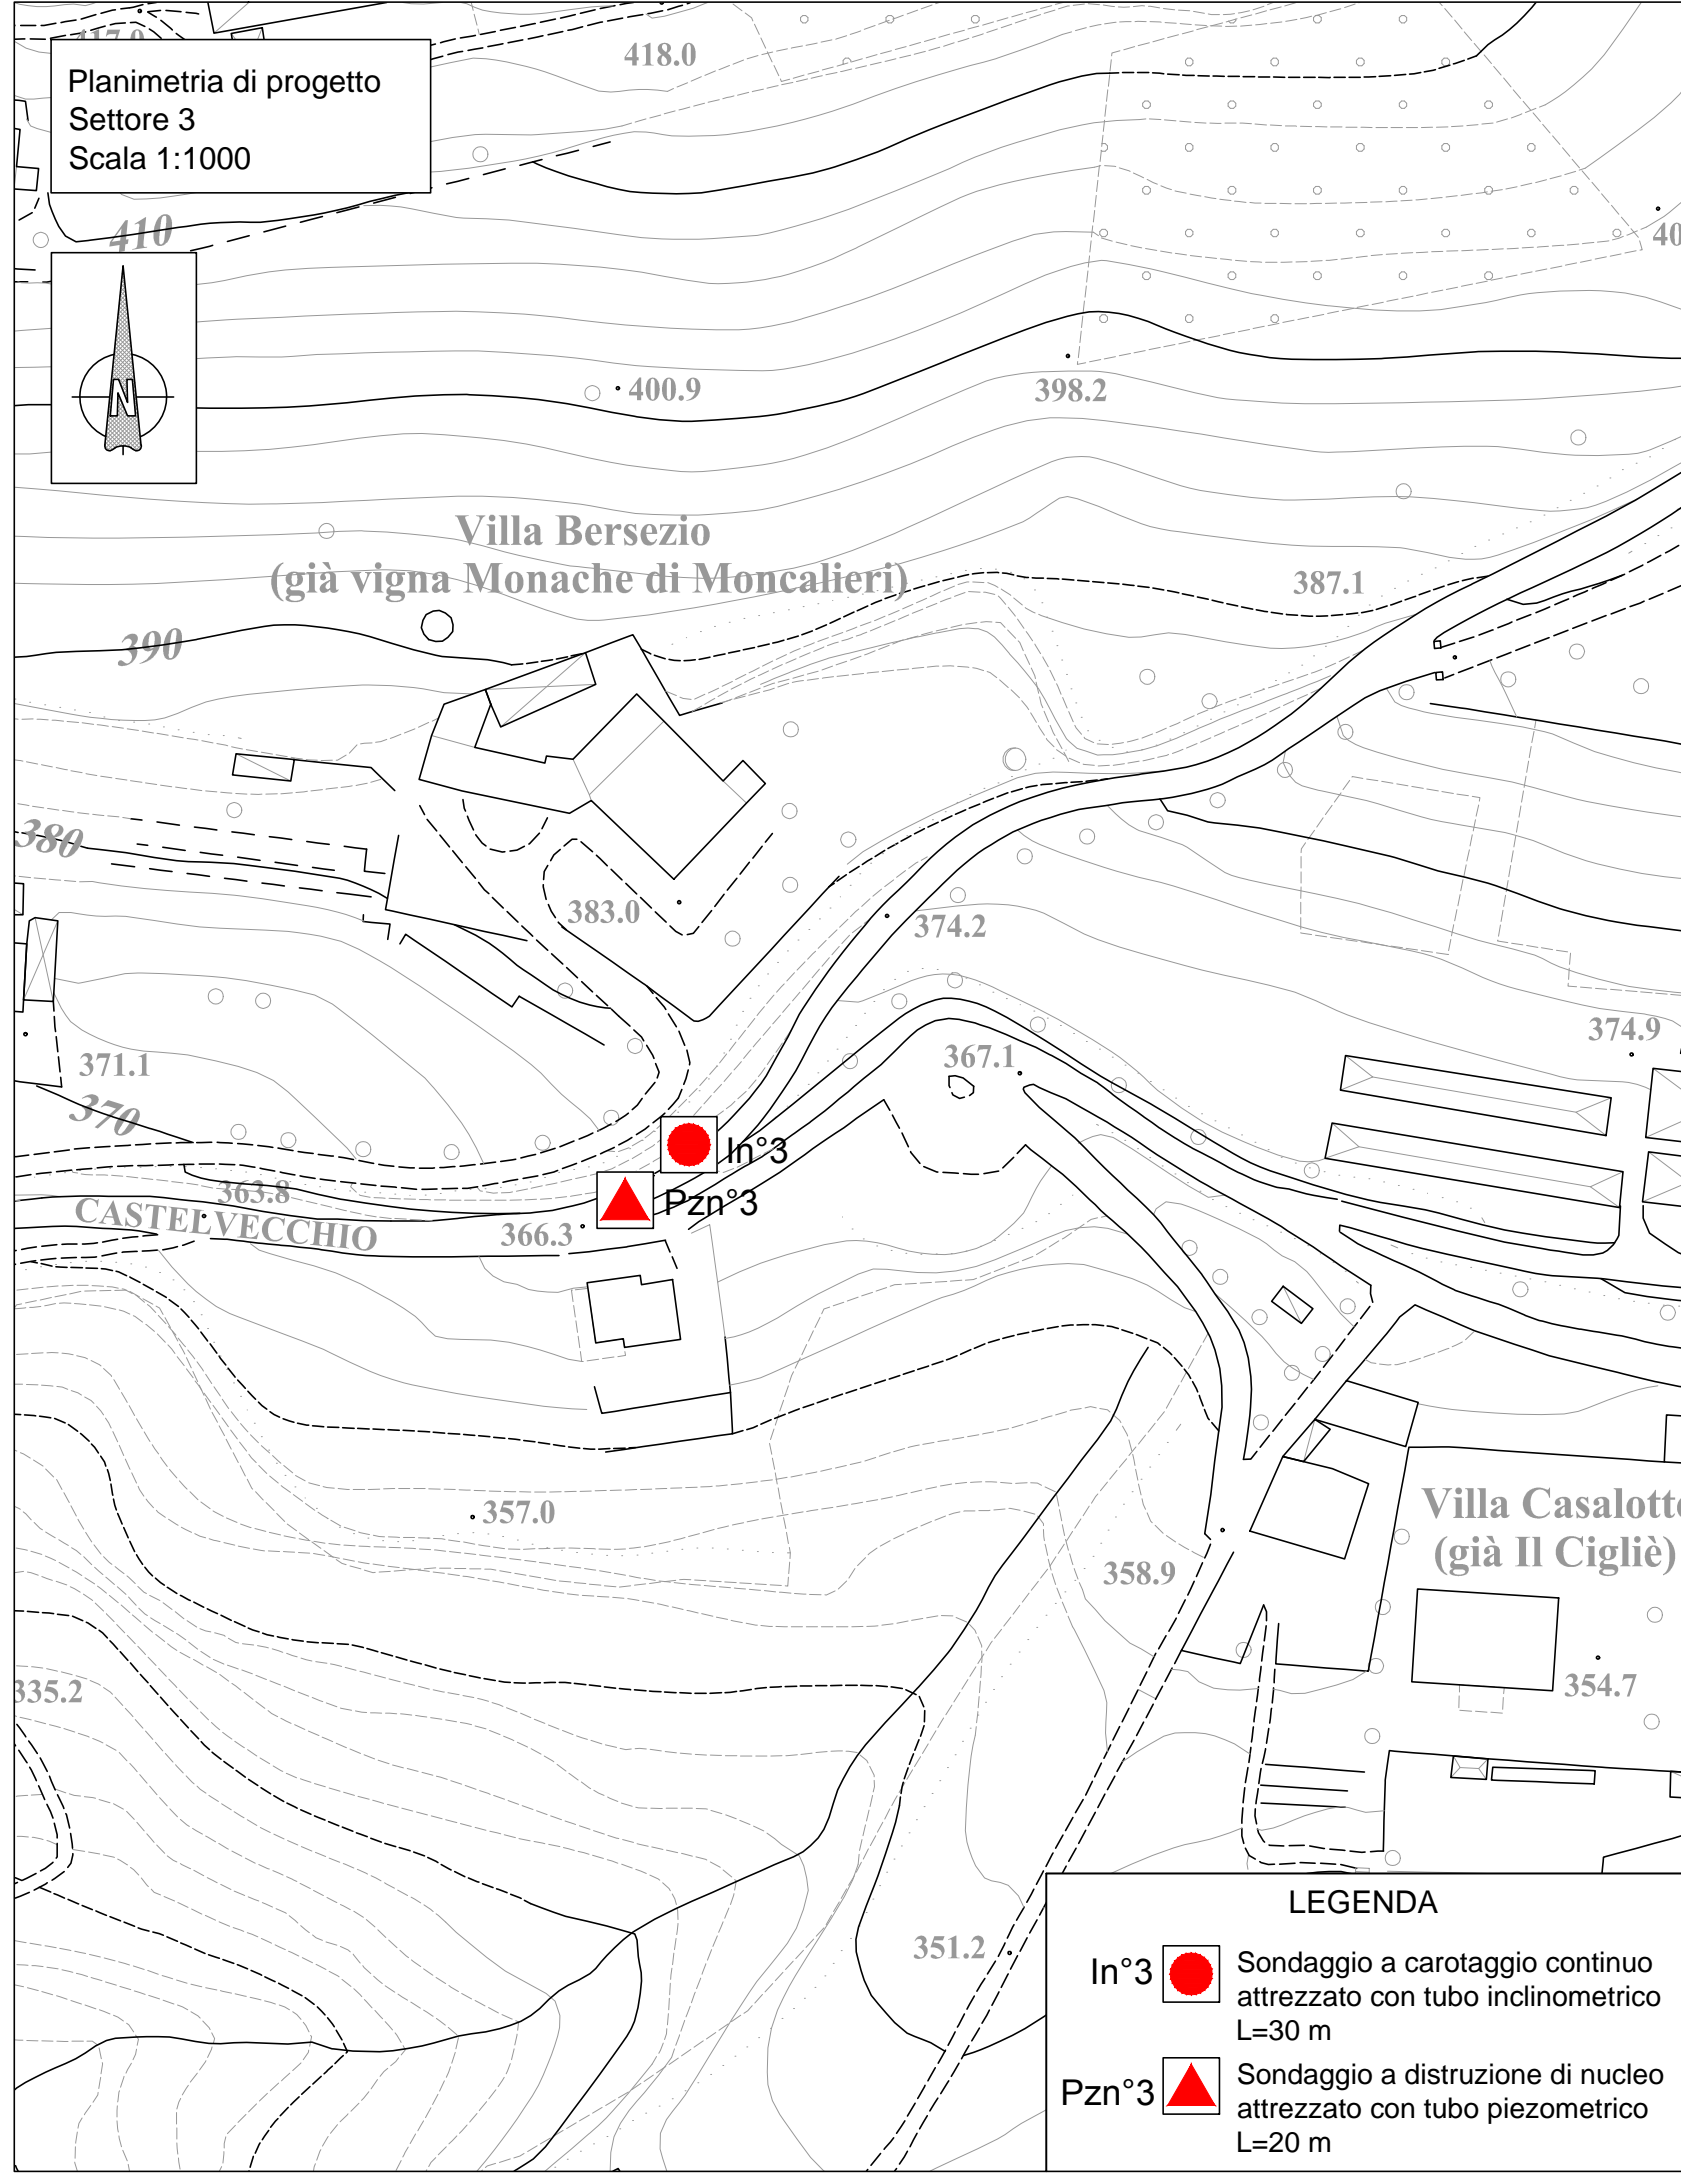 417.0
418.0
Planimetria di progetto
Settore 3
Scala 1:1000
410
40
N
400.9
398.2
Villa Bersezio
(già vigna Monache di Moncalieri)
387.1
390
380
383.0
374.2
371.1
367.1
374.9
370
In°3
363.8
Pzn°3
CASTELVECCHIO
366.3
357.0
Villa Casalotto
(già Il Cigliè)
358.9
335.2
354.7
351.2
LEGENDA
In°3
Sondaggio a carotaggio continuo
attrezzato con tubo inclinometrico
L=30 m
Pzn°3
Sondaggio a distruzione di nucleo
attrezzato con tubo piezometrico
L=20 m